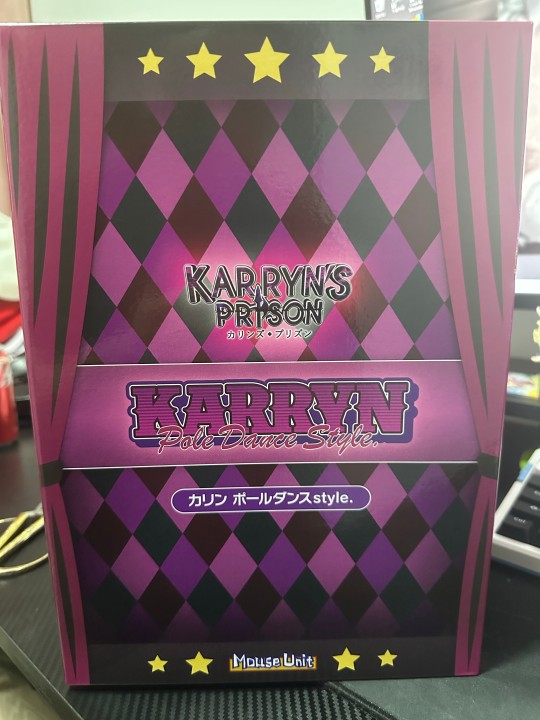 KARRYN'S
PRISON
カリンズ・プリズン
KARRYN
Pole Dance Style.
カリン ポールダンスstyle.
Mouse Unit